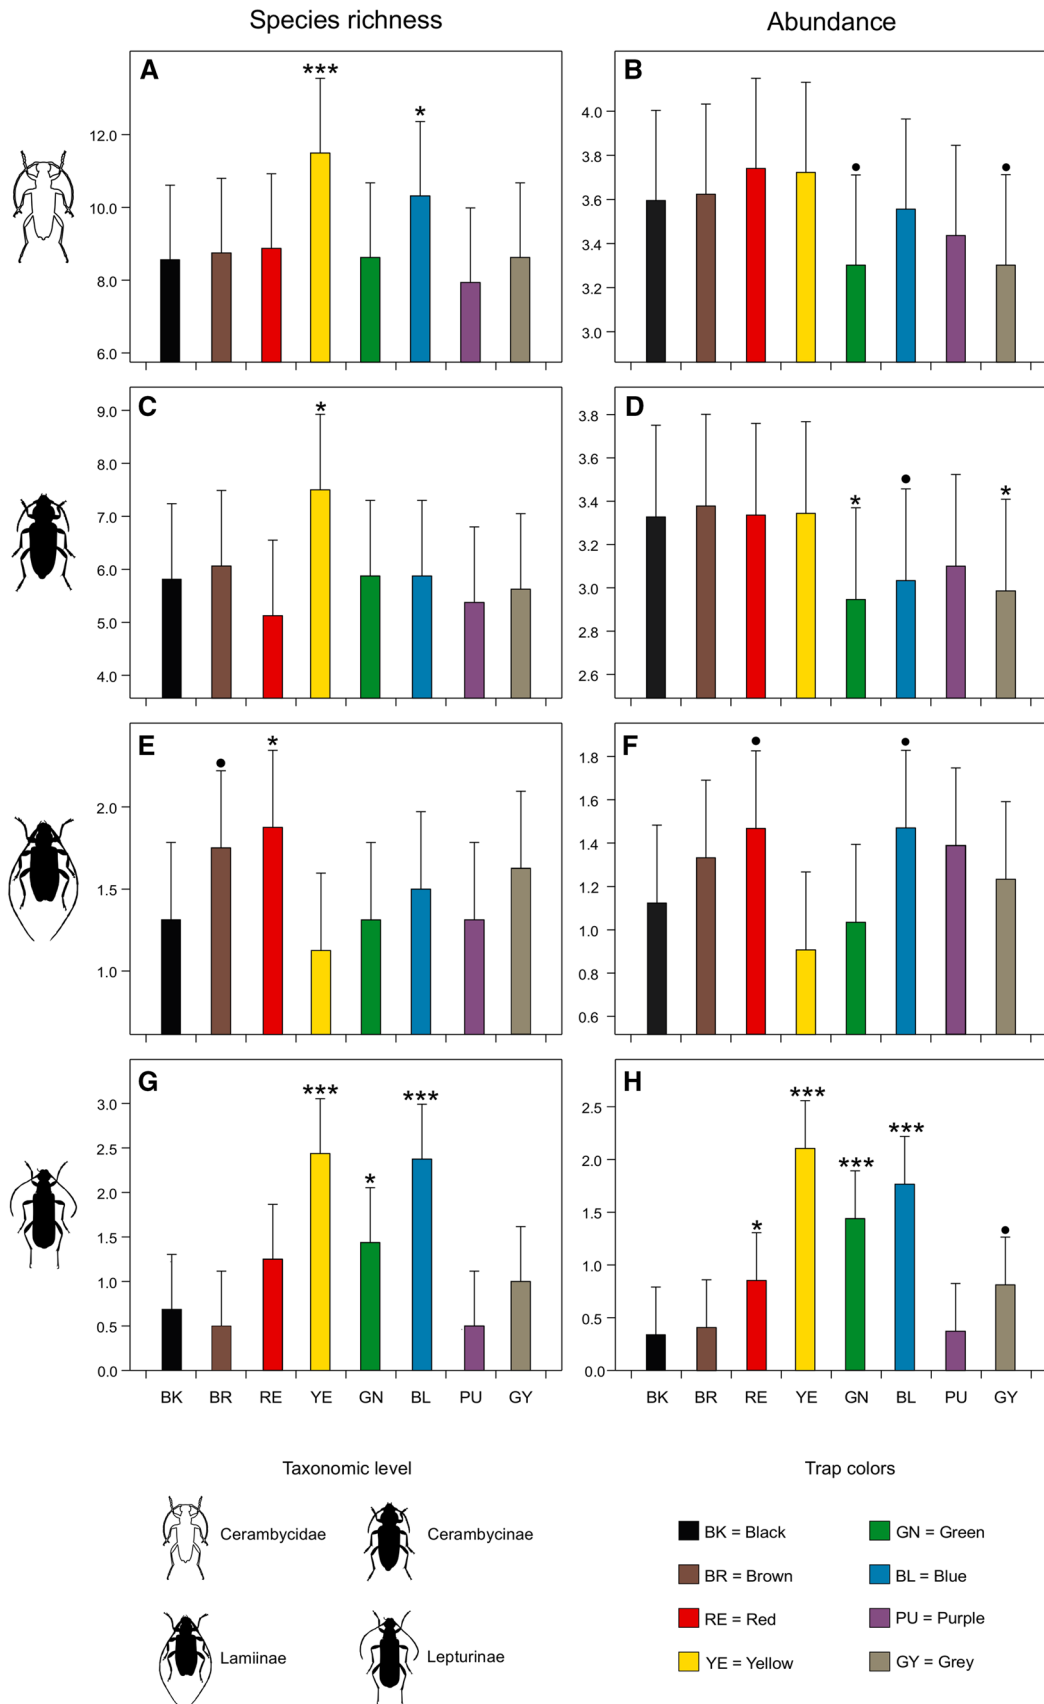 Species richness
Abundance
A
***
*
12.0
10.0
8.0
6.0
B
•
•
4.0
3.8
3.6
3.4
3.2
3.0
C
*
9.0
8.0
7.0
6.0
5.0
4.0
D
*
•
*
3.8
3.6
3.4
3.2
3.0
2.8
2.6
E
•
*
2.0
1.5
1.0
F
•
•
1.8
1.6
1.4
1.2
1.0
0.8
0.6
G
***
*
***
3.0
2.5
2.0
1.5
1.0
0.5
0.0
BK BR RE YE GN BL PU GY
H
*
***
***
***
•
2.5
2.0
1.5
1.0
0.5
0.0
BK BR RE YE GN BL PU GY
Taxonomic level
Cerambycidae
Cerambycinae
Lamiinae
Lepturinae
Trap colors
BK = Black
GN = Green
BR = Brown
BL = Blue
RE = Red
PU = Purple
YE = Yellow
GY = Grey